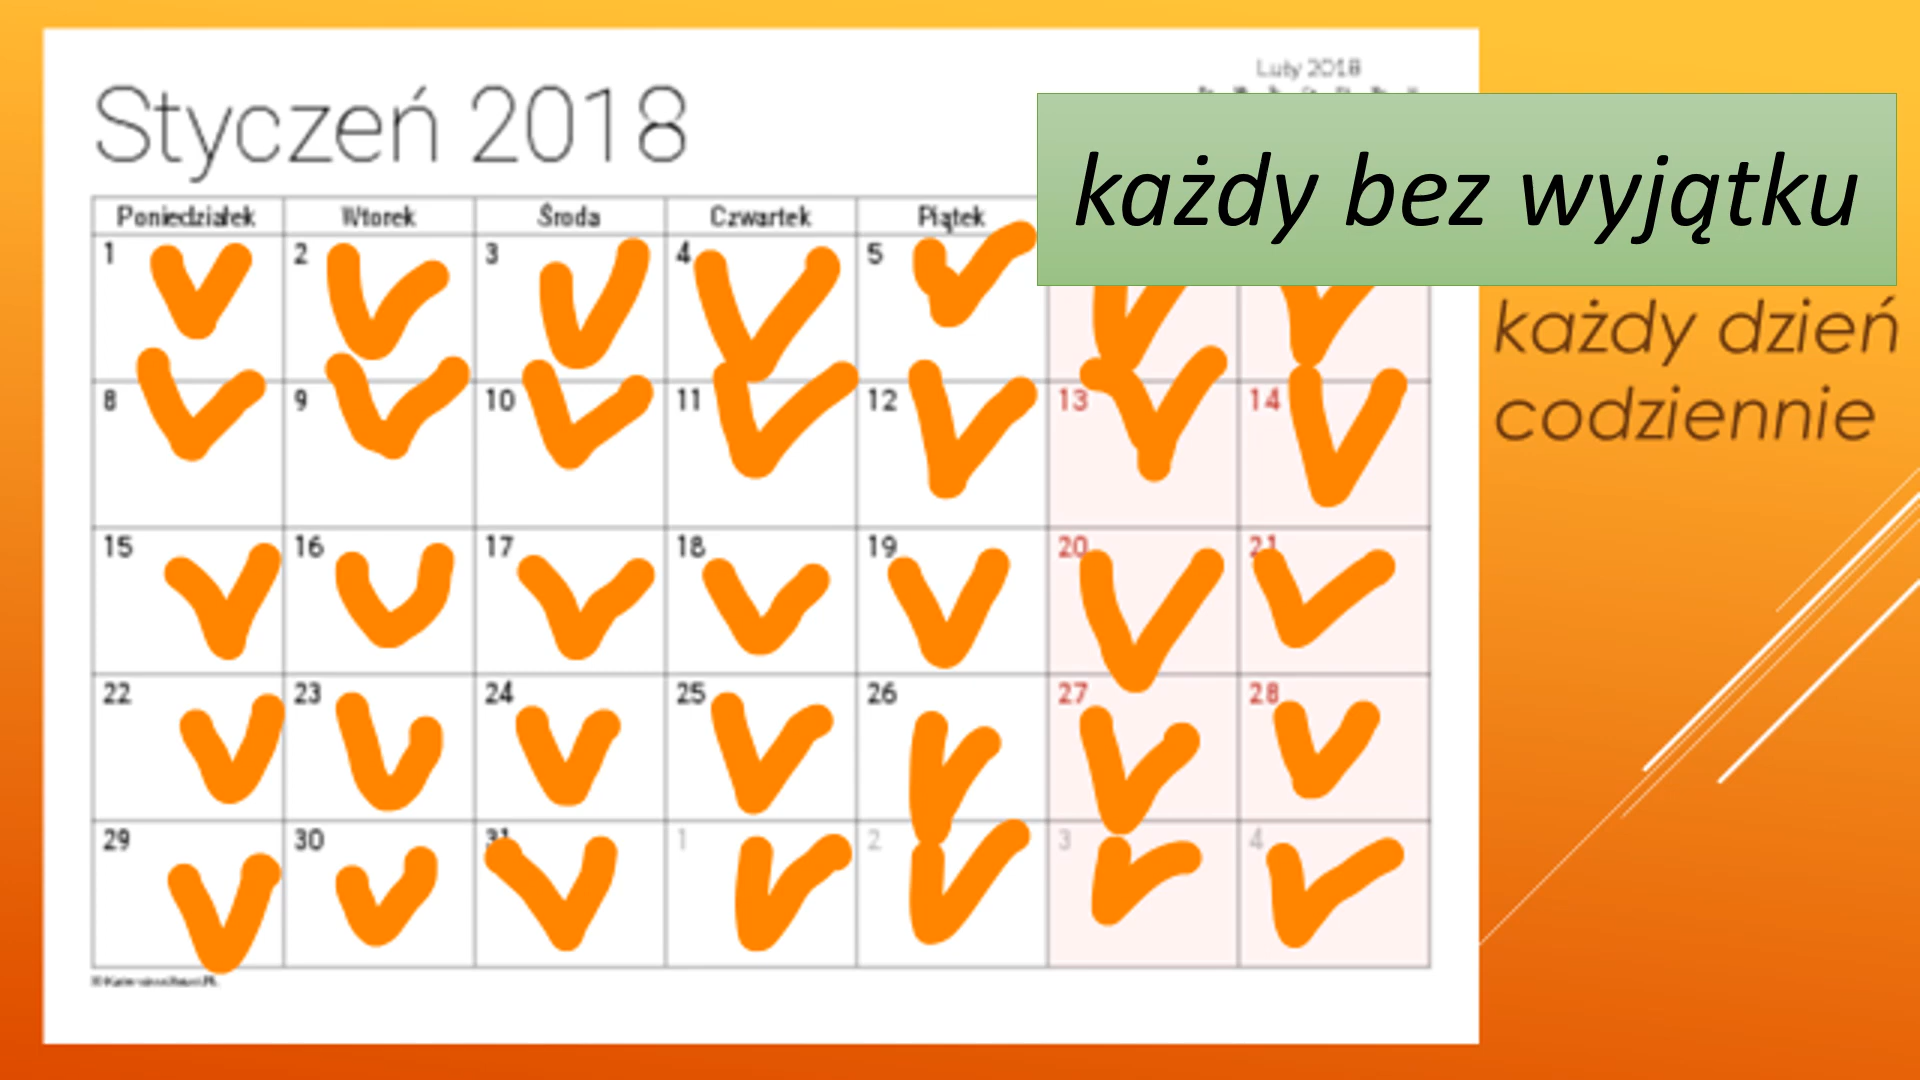 Luty 2018
Styczeń 2018
każdy bez wyjątku
Poniedziałek Wtorek Środa Czwartek Piątek
1 2 3 4 5
każdy dzień
codziennie
8 9 10 11 12 13 14
15 16 17 18 19 20 21
22 23 24 25 26 27 28
29 30 31 1 2 3 4